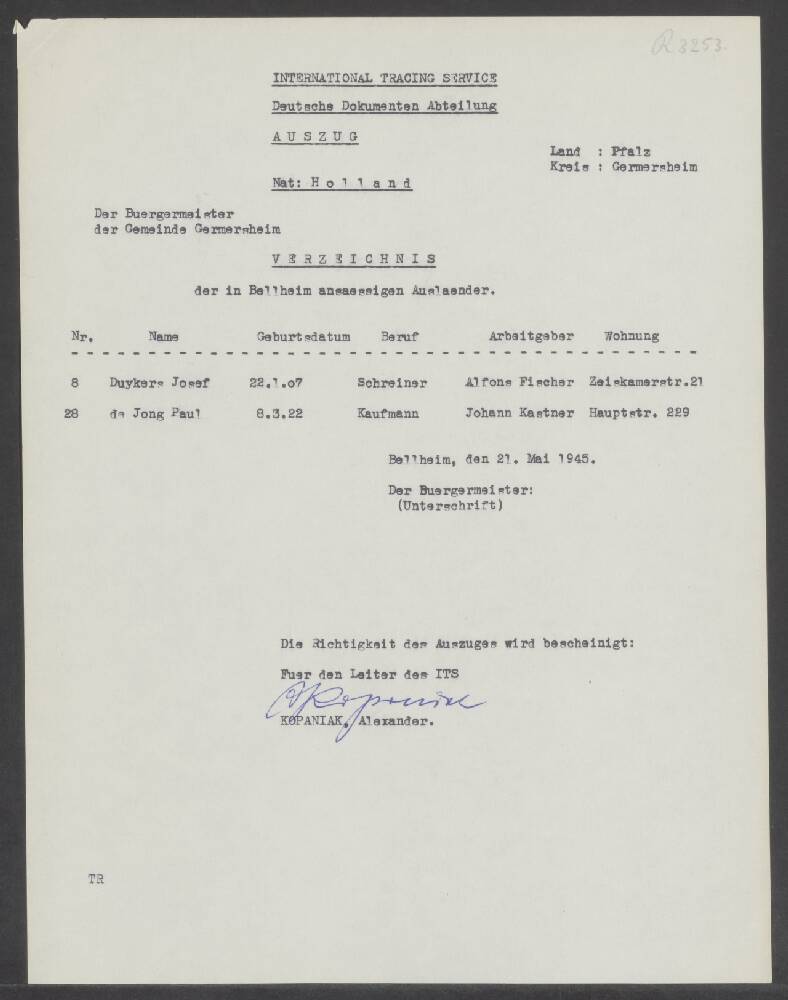 R 3253.
INTERNATIONAL TRACING SERVICE
Deutsche Dokumenten Abteilung
A U S Z U G
Land : Pfalz
Kreis : Germersheim
Nat: H o l l a n d
Der Buergermeister
der Gemeinde Germersheim
V E R Z E I C H N I S
der in Bellheim ansaessigen Auslaender.
Nr. Name Geburtsdatum Beruf Arbeitgeber Wohnung
8 Duykers Josef 22.1.07 Schreiner Alfons Fischer Zeiskamerstr.21
28 de Jong Paul 8.3.22 Kaufmann Johann Kastner Hauptstr. 229
Bellheim, den 21. Mai 1945.
Der Buergermeister:
(Unterschrift)
Die Richtigkeit des Auszuges wird bescheinigt:
Fuer den Leiter des ITS
AKopaniak
KOPANIAK, Alexander.
TR